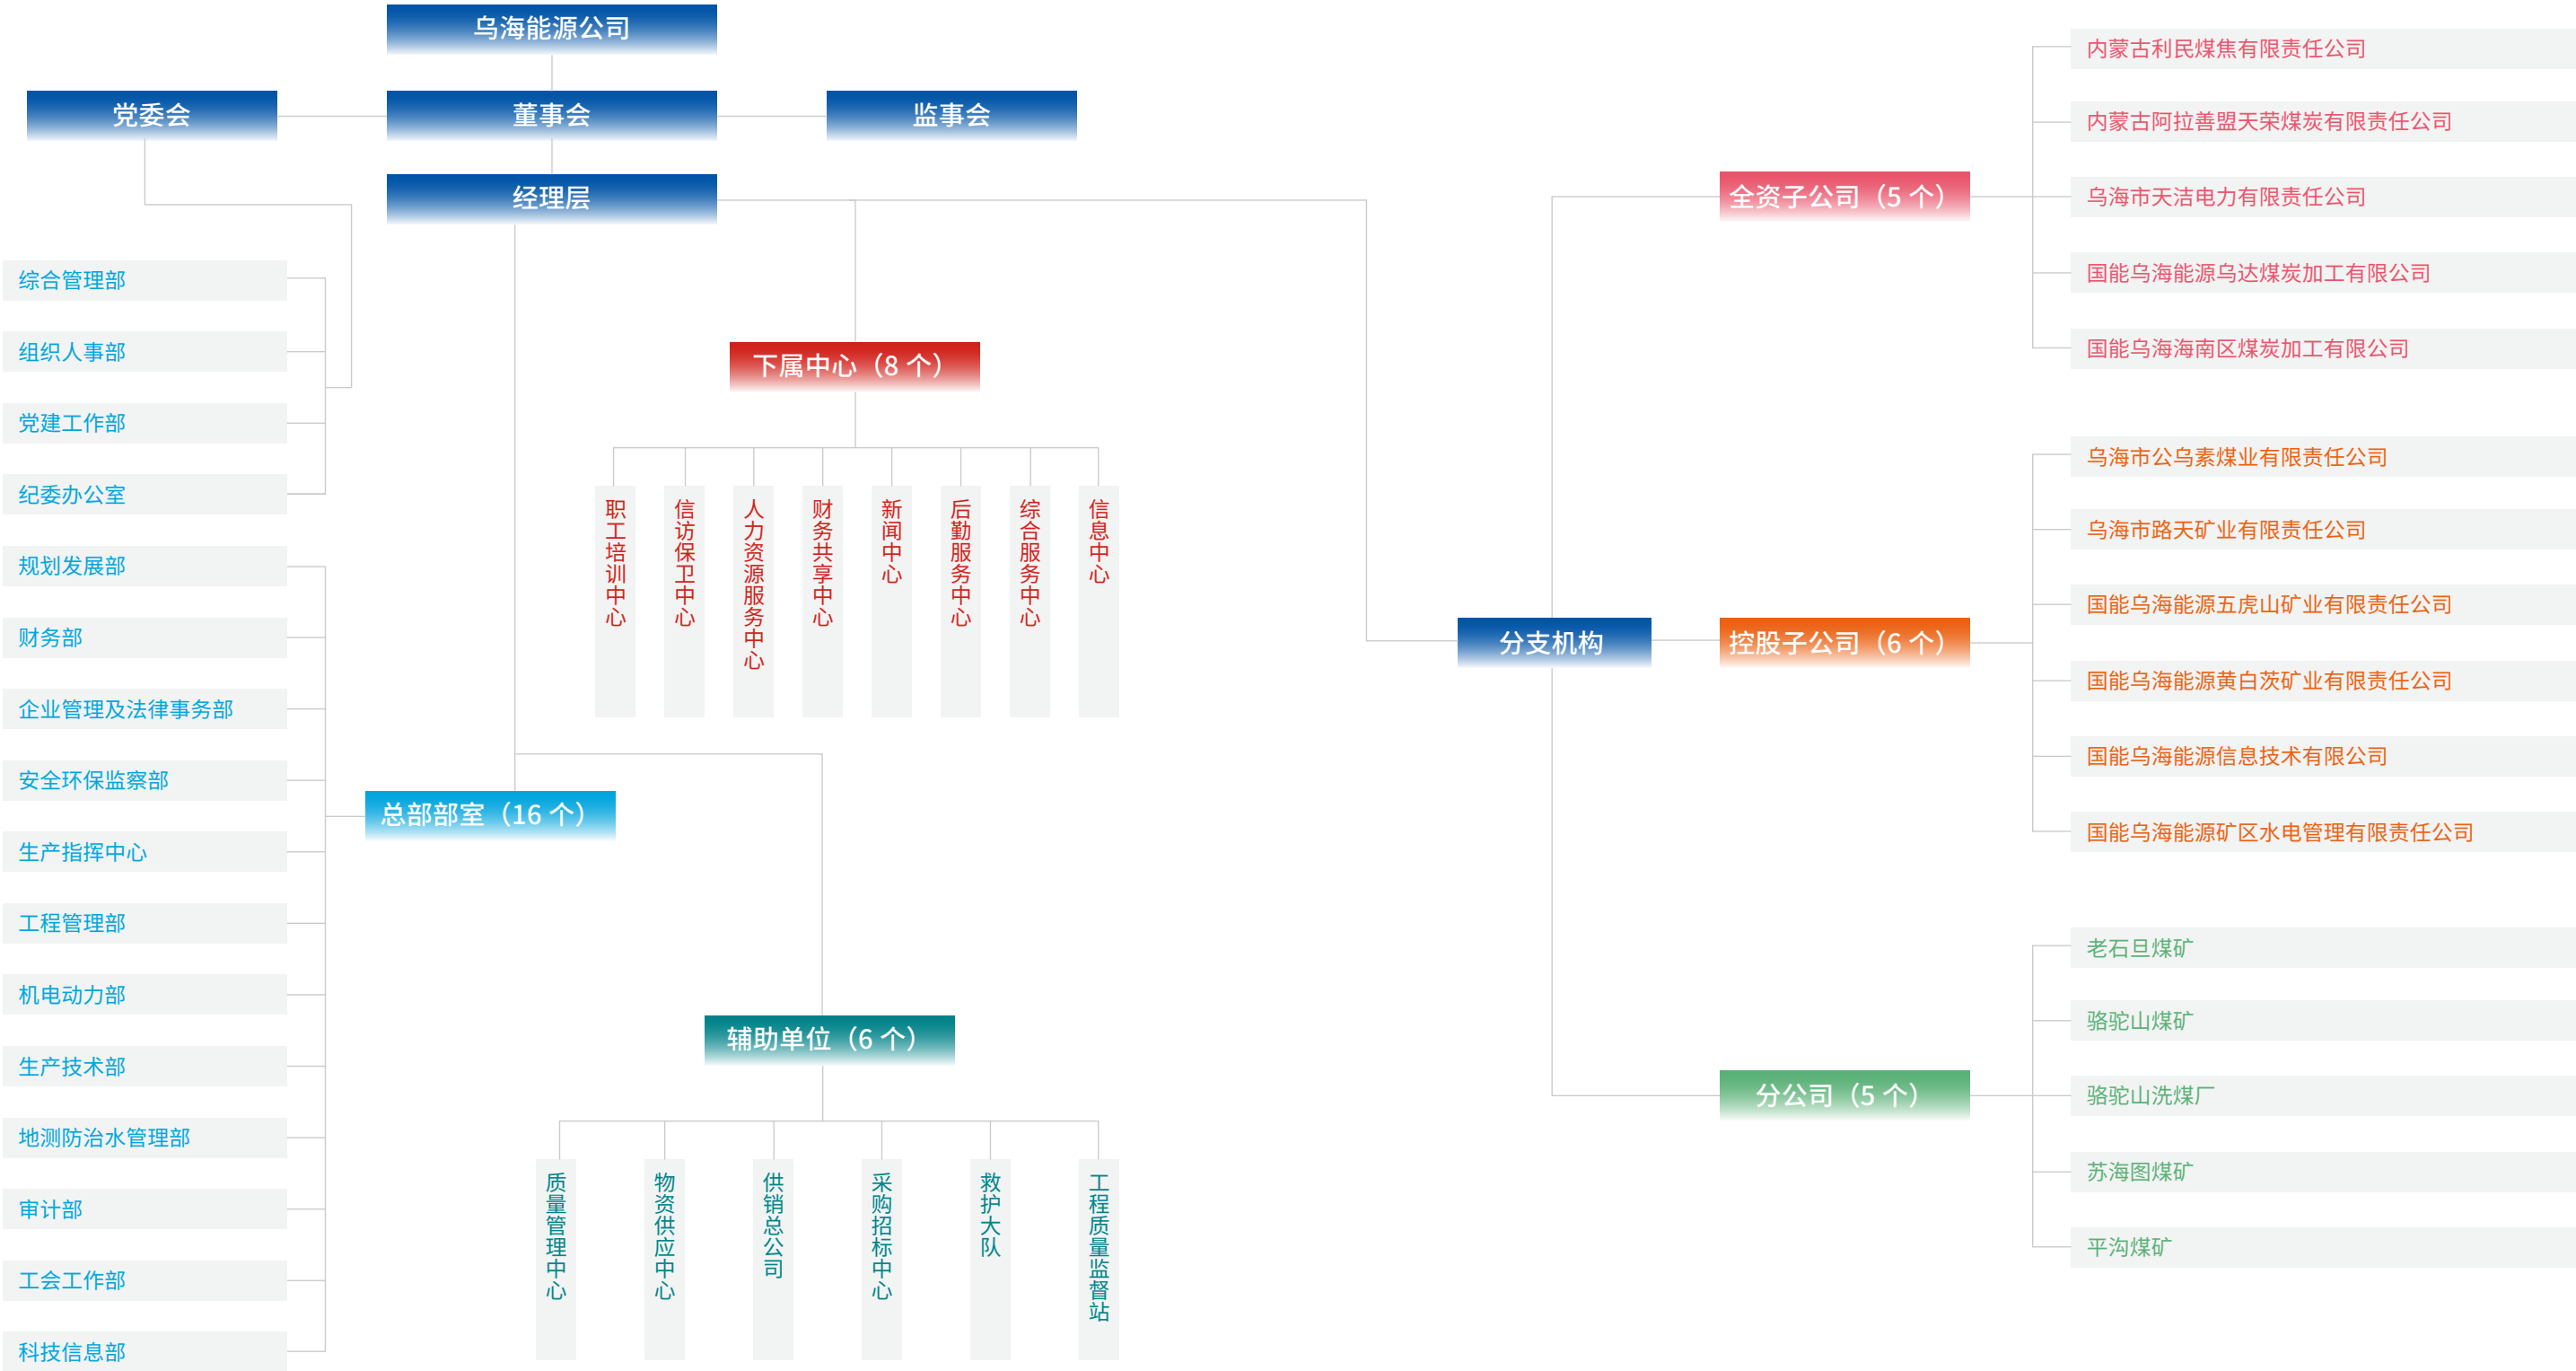 乌海能源公司
党委会
董事会
监事会
经理层
综合管理部
组织人事部
党建工作部
纪委办公室
规划发展部
财务部
企业管理及法律事务部
安全环保监察部
生产指挥中心
工程管理部
机电动力部
生产技术部
地测防治水管理部
审计部
工会工作部
科技信息部
总部部室（16 个）
下属中心（8 个）
职工培训中心
信访保卫中心
人力资源服务中心
财务共享中心
新闻中心
后勤服务中心
综合服务中心
信息中心
辅助单位（6 个）
质量管理中心
物资供应中心
供销总公司
采购招标中心
救护大队
工程质量监督站
分支机构
全资子公司（5 个）
内蒙古利民煤焦有限责任公司
内蒙古阿拉善盟天荣煤炭有限责任公司
乌海市天洁电力有限责任公司
国能乌海能源乌达煤炭加工有限公司
国能乌海海南区煤炭加工有限公司
控股子公司（6 个）
乌海市公乌素煤业有限责任公司
乌海市路天矿业有限责任公司
国能乌海能源五虎山矿业有限责任公司
国能乌海能源黄白茨矿业有限责任公司
国能乌海能源信息技术有限公司
国能乌海能源矿区水电管理有限责任公司
分公司（5 个）
老石旦煤矿
骆驼山煤矿
骆驼山洗煤厂
苏海图煤矿
平沟煤矿